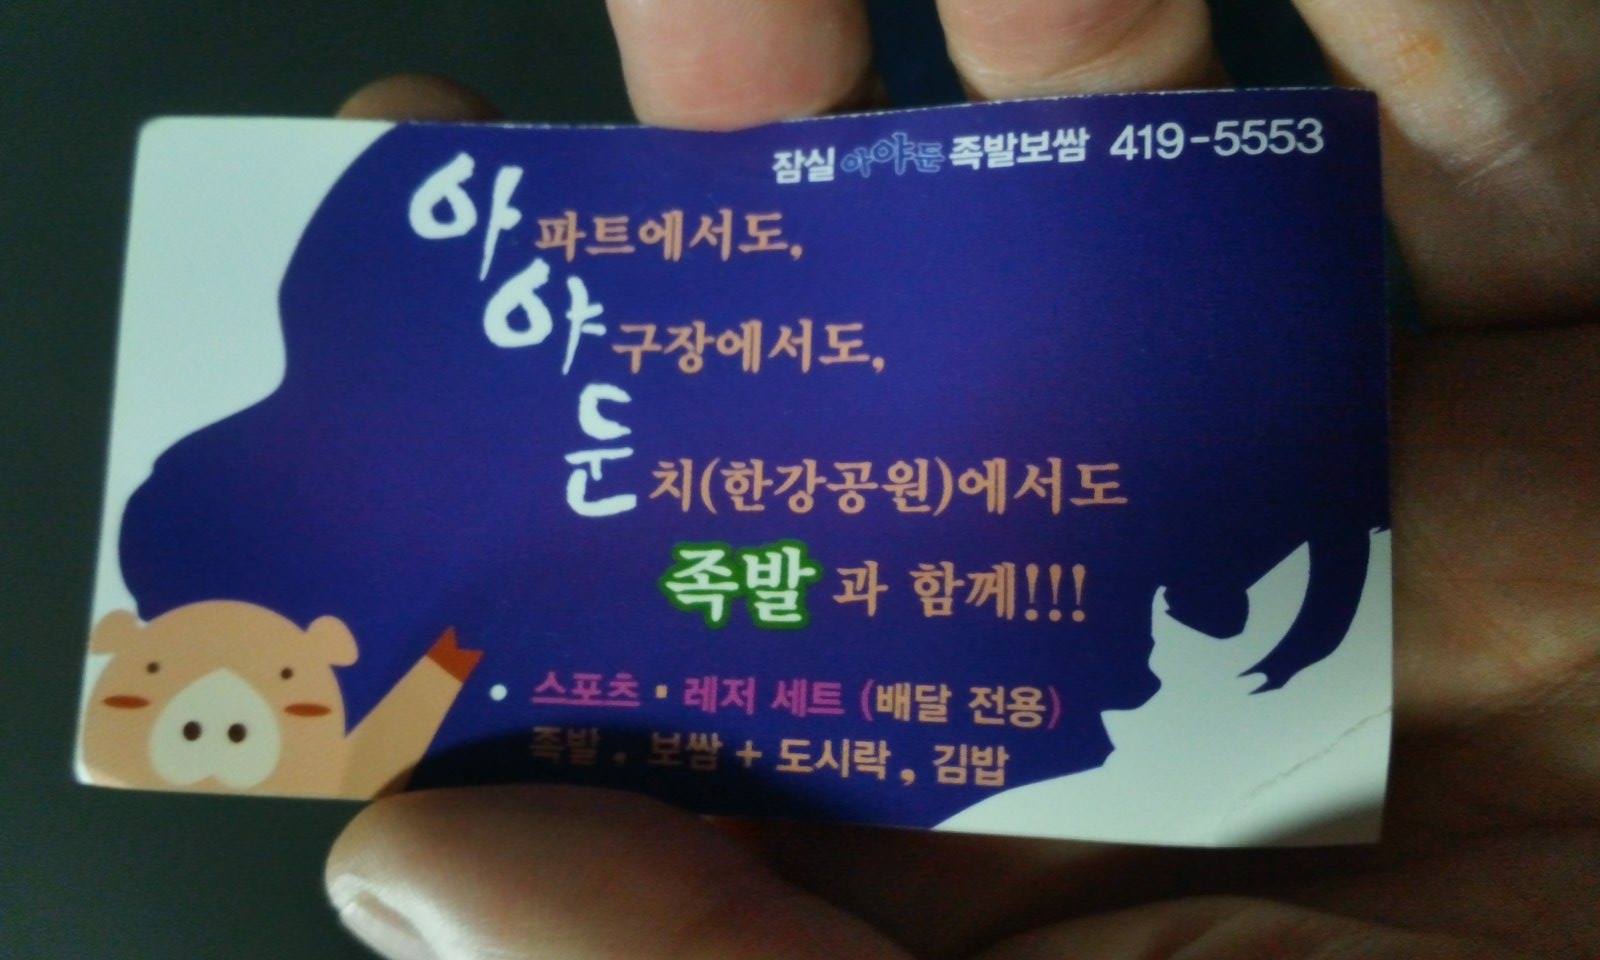 잠실 아야둔 족발보쌈 419-5553
아파트에서도,
야구장에서도,
둔치(한강공원)에서도
족발과 함께!!!
• 스포츠 · 레저 세트 (배달 전용)
족발 . 보쌈 + 도시락, 김밥